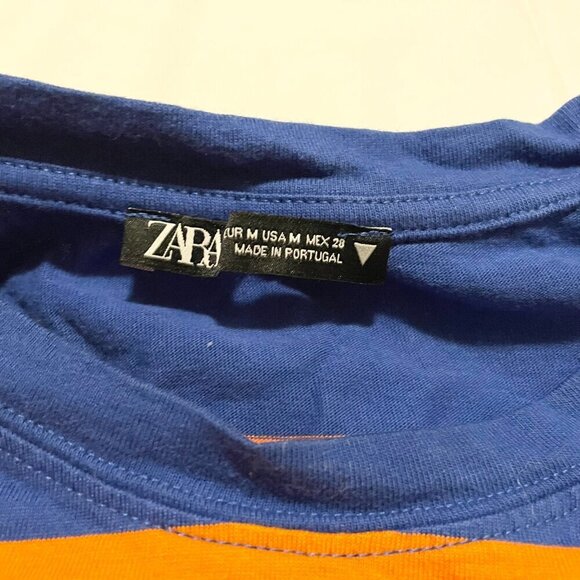 ZARA
EUR M USA M MEX 28
MADE IN PORTUGAL